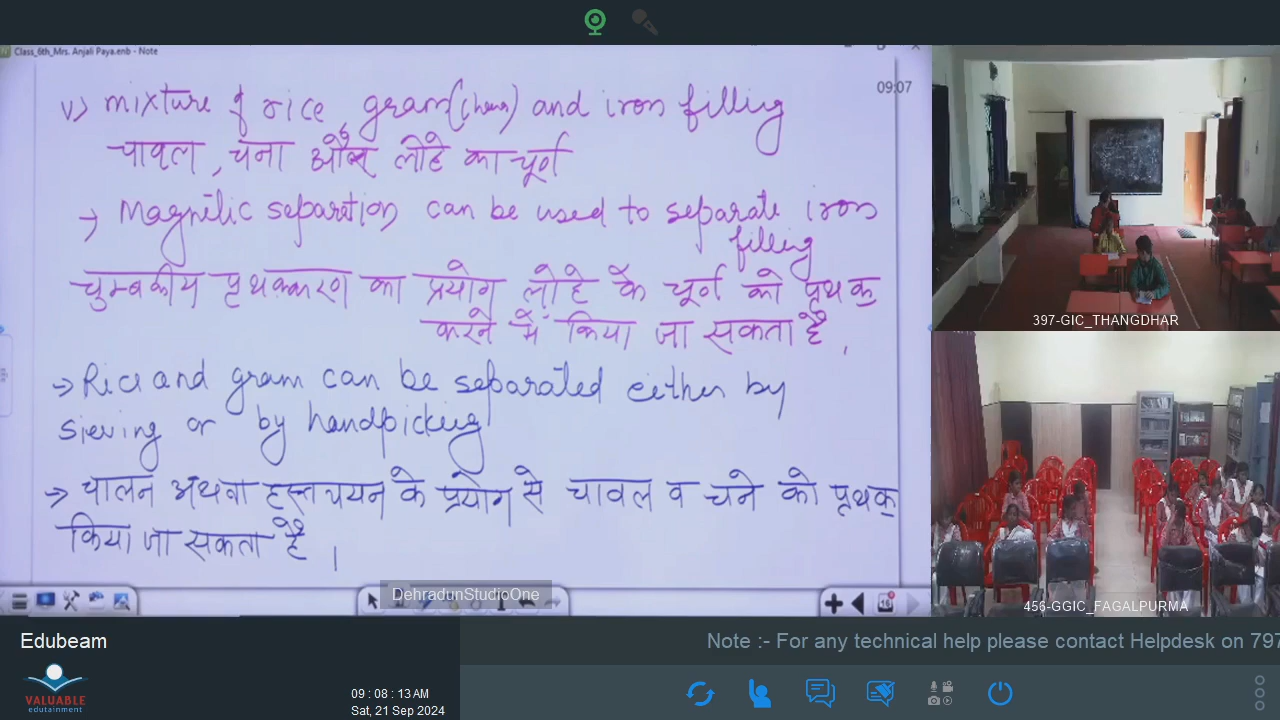 Class_6th_Mrs. Anjali Paya.enb - Note
09:07
v) mixture of rice gram (Chana) and iron filling
चावल, चना और लोहे का चूर्ण
→ Magnetic separation can be used to separate iron
filling
चुम्बकीय पृथक्करण का प्रयोग लोहे के चूर्ण को पृथक्
करने में किया जा सकता है।
→ Rice and gram can be separated either by
sieving or by handpicking
→ चालन अथवा हस्तचयन के प्रयोग से चावल व चने को पृथक्
किया जा सकता है।
DehradunStudioOne
16
397-GIC_THANGDHAR
456-GGIC_FAGALPURMA
Edubeam
Note :- For any technical help please contact Helpdesk on 797
VALUABLE
edutainment
09 : 08 : 13 AM
Sat, 21 Sep 2024